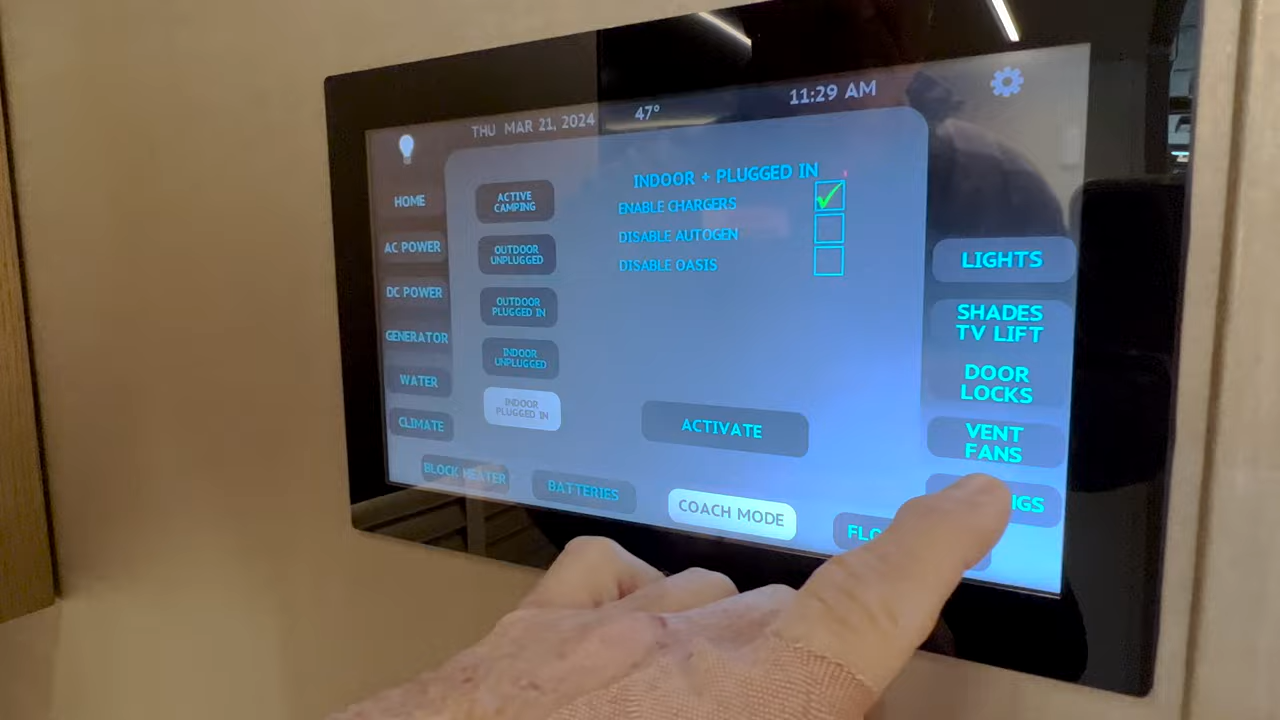 THU MAR 21, 2024
47°
11:29 AM
HOME
AC POWER
DC POWER
GENERATOR
WATER
CLIMATE
ACTIVE
CAMPING
OUTDOOR
UNPLUGGED
OUTDOOR
PLUGGED IN
INDOOR
UNPLUGGED
INDOOR
PLUGGED IN
INDOOR + PLUGGED IN
ENABLE CHARGERS
DISABLE AUTOGEN
DISABLE OASIS
ACTIVATE
LIGHTS
SHADES
TV LIFT
DOOR
LOCKS
VENT
FANS
BLOCK HEATER
BATTERIES
COACH MODE